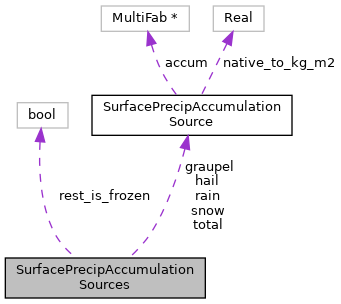 MultiFab *
Real
accum
native_to_kg_m2
bool
SurfacePrecipAccumulation
Source
rest_is_frozen
graupel
hail
rain
snow
total
SurfacePrecipAccumulation
Sources